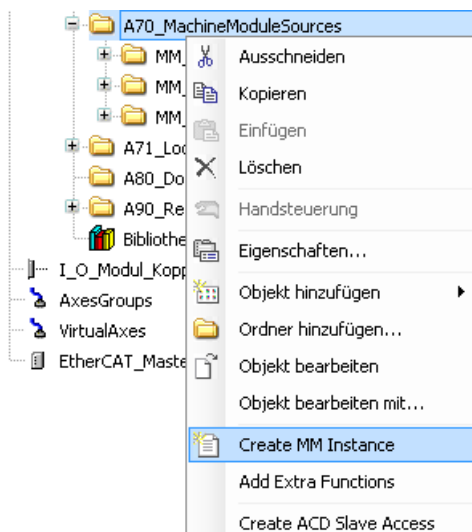 A70_MachineModuleSources
MM_
MM_
MM_
A71_Loc
A80_Do
A90_Re
Bibliothe
I_O_Modul_Kopp
AxesGroups
VirtualAxes
EtherCAT_Maste
Ausschneiden
Kopieren
Einfügen
Löschen
Handsteuerung
Eigenschaften...
Objekt hinzufügen
Ordner hinzufügen...
Objekt bearbeiten
Objekt bearbeiten mit...
Create MM Instance
Add Extra Functions
Create ACD Slave Access